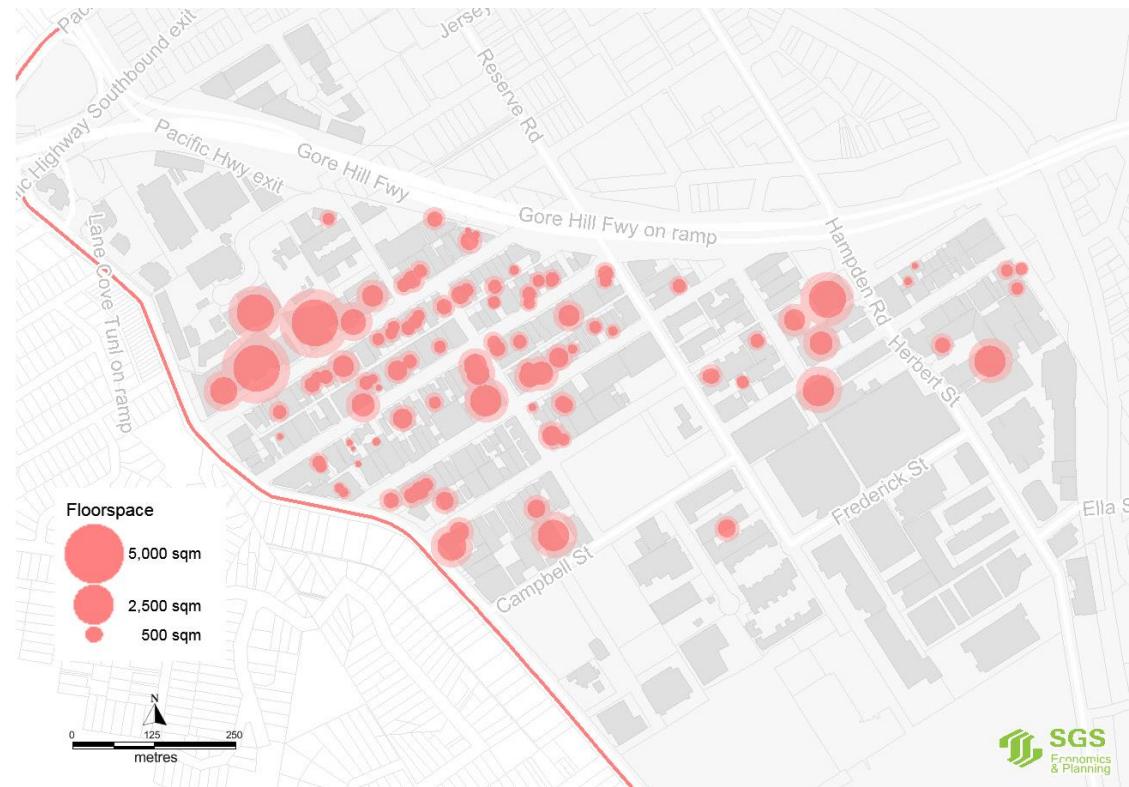 Pacific Highway Southbound exit
Jersey
Reserve Rd
Pacific Hwy exit
Gore Hill Fwy
Gore Hill Fwy on ramp
Lane Cove Tunl on ramp
Hampden Rd
Herbert St
Frederick St
Ella S
Campbell St
Floorspace
5,000 sqm
2,500 sqm
500 sqm
N
0 125 250
metres
SGS
Economics
& Planning